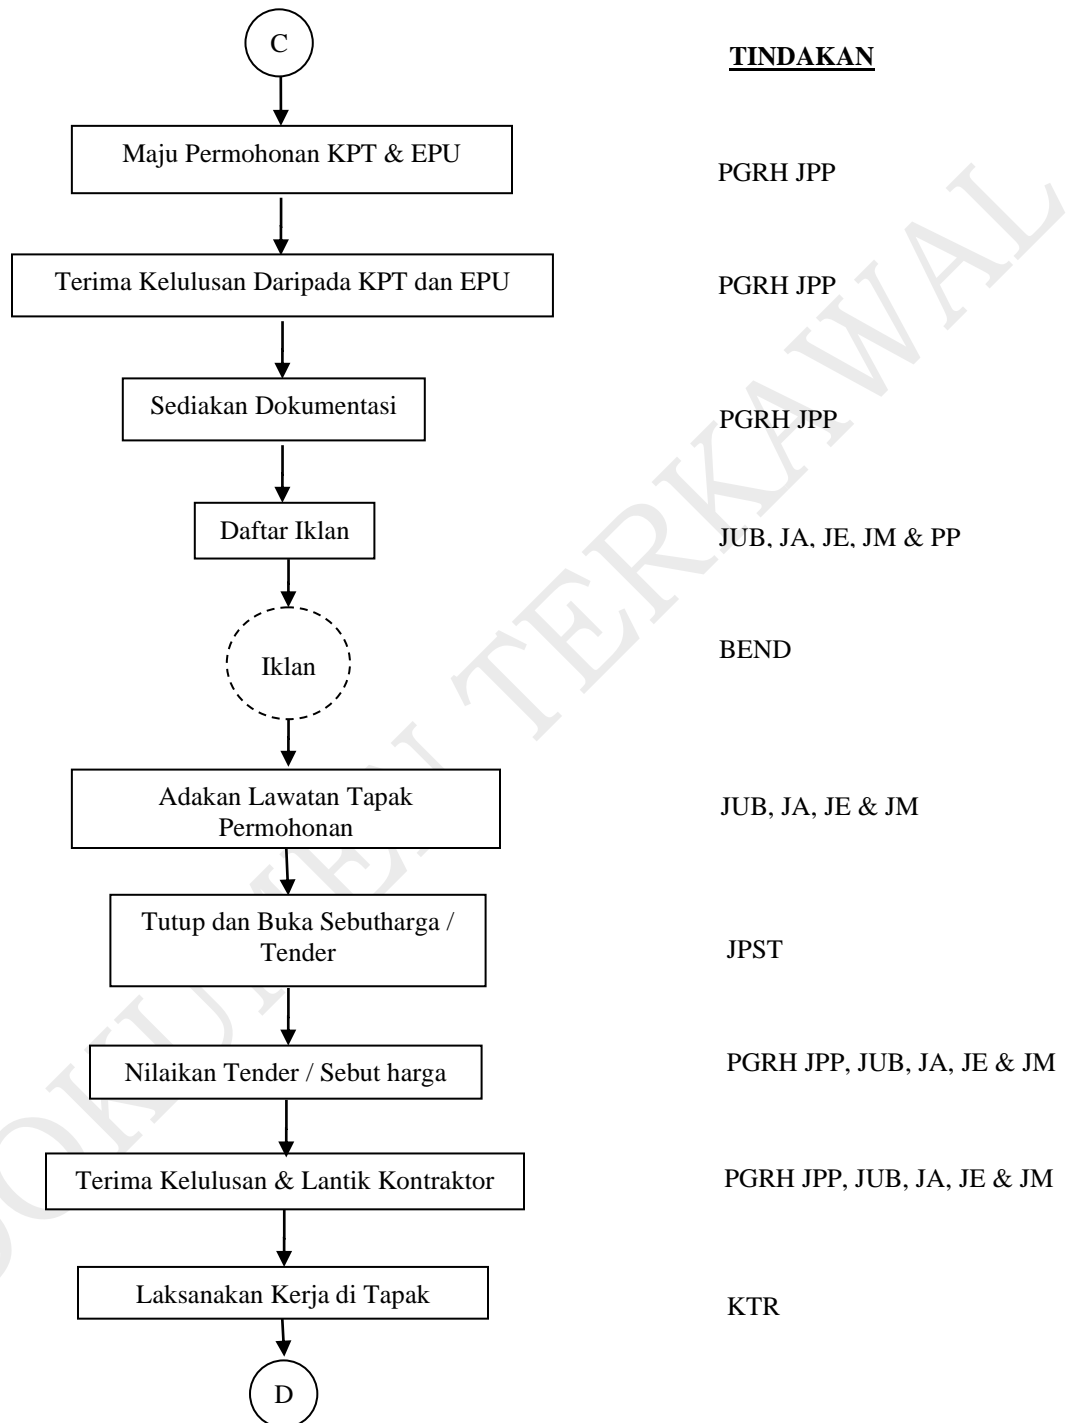 C
TINDAKAN
Maju Permohonan KPT & EPU
PGRH JPP
Terima Kelulusan Daripada KPT dan EPU
PGRH JPP
Sediakan Dokumentasi
PGRH JPP
Daftar Iklan
JUB, JA, JE, JM & PP
Iklan
BEND
Adakan Lawatan Tapak
Permohonan
JUB, JA, JE & JM
Tutup dan Buka Sebutharga /
Tender
JPST
Nilaikan Tender / Sebut harga
PGRH JPP, JUB, JA, JE & JM
Terima Kelulusan & Lantik Kontraktor
PGRH JPP, JUB, JA, JE & JM
Laksanakan Kerja di Tapak
KTR
D
DOKUMEN TERKAWAL